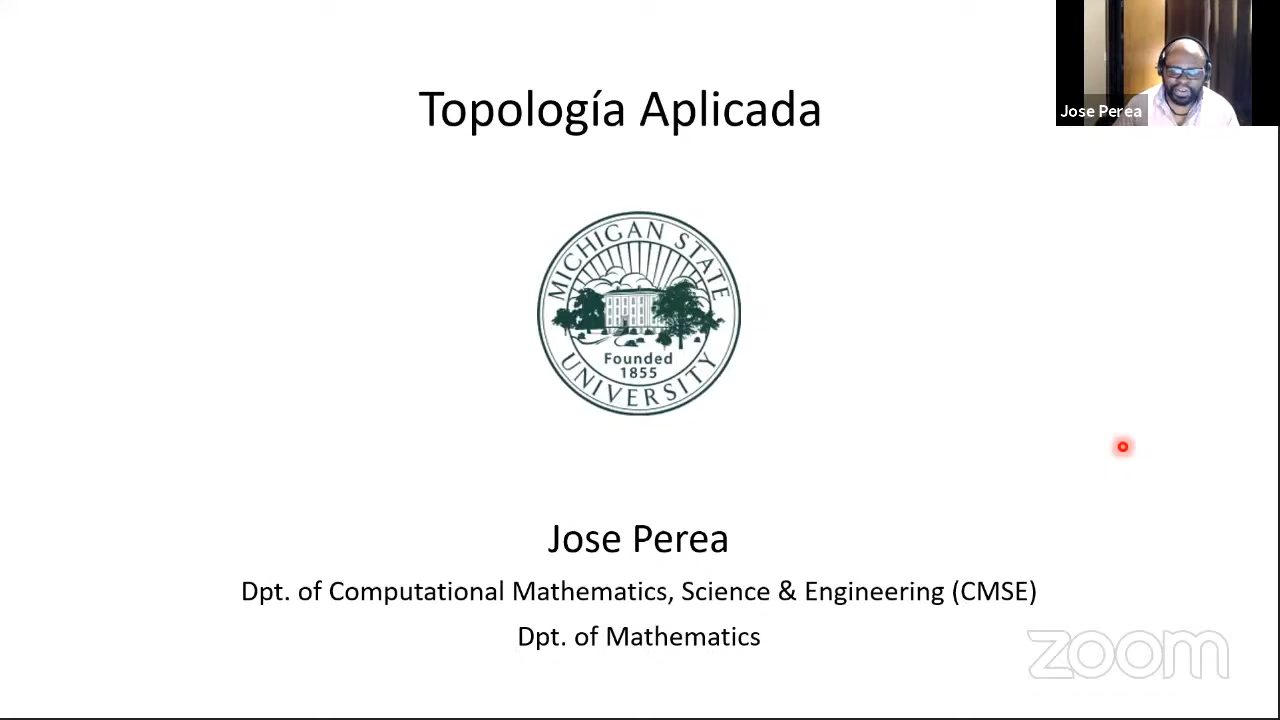 Topología Aplicada
Jose Perea
MICHIGAN STATE
UNIVERSITY
Founded
1855
Jose Perea
Dpt. of Computational Mathematics, Science & Engineering (CMSE)
Dpt. of Mathematics
zoom